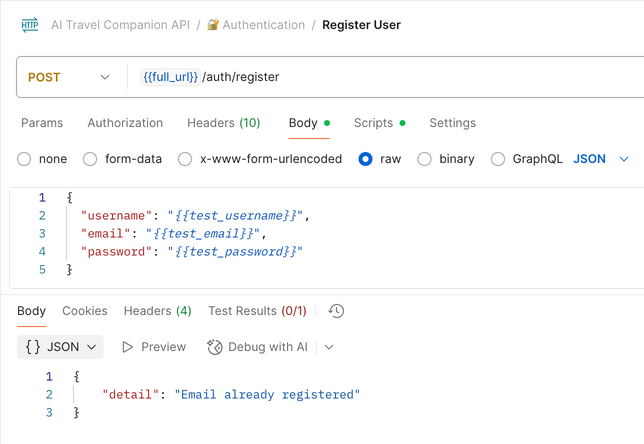 HTTP AI Travel Companion API / 🔐 Authentication / Register User
POST {{full_url}} /auth/register
Params Authorization Headers (10) Body Scripts Settings
none form-data x-www-form-urlencoded raw binary GraphQL JSON
1 {
2 "username": "{{test_username}}",
3 "email": "{{test_email}}",
4 "password": "{{test_password}}"
5 }
Body Cookies Headers (4) Test Results (0/1)
{} JSON Preview Debug with AI
1 {
2 "detail": "Email already registered"
3 }